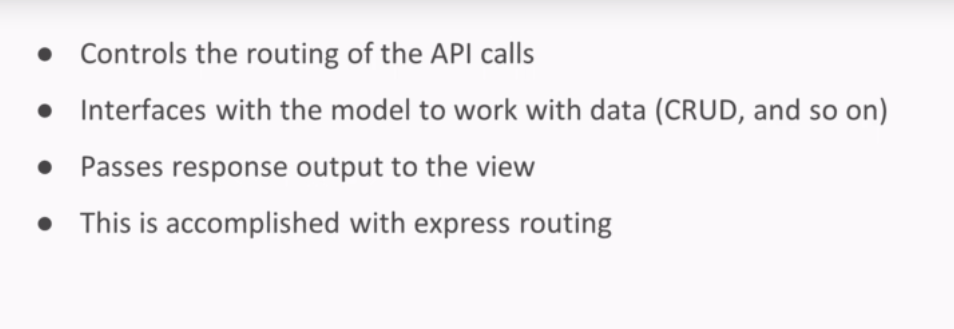 ● Controls the routing of the API calls
● Interfaces with the model to work with data (CRUD, and so on)
● Passes response output to the view
● This is accomplished with express routing